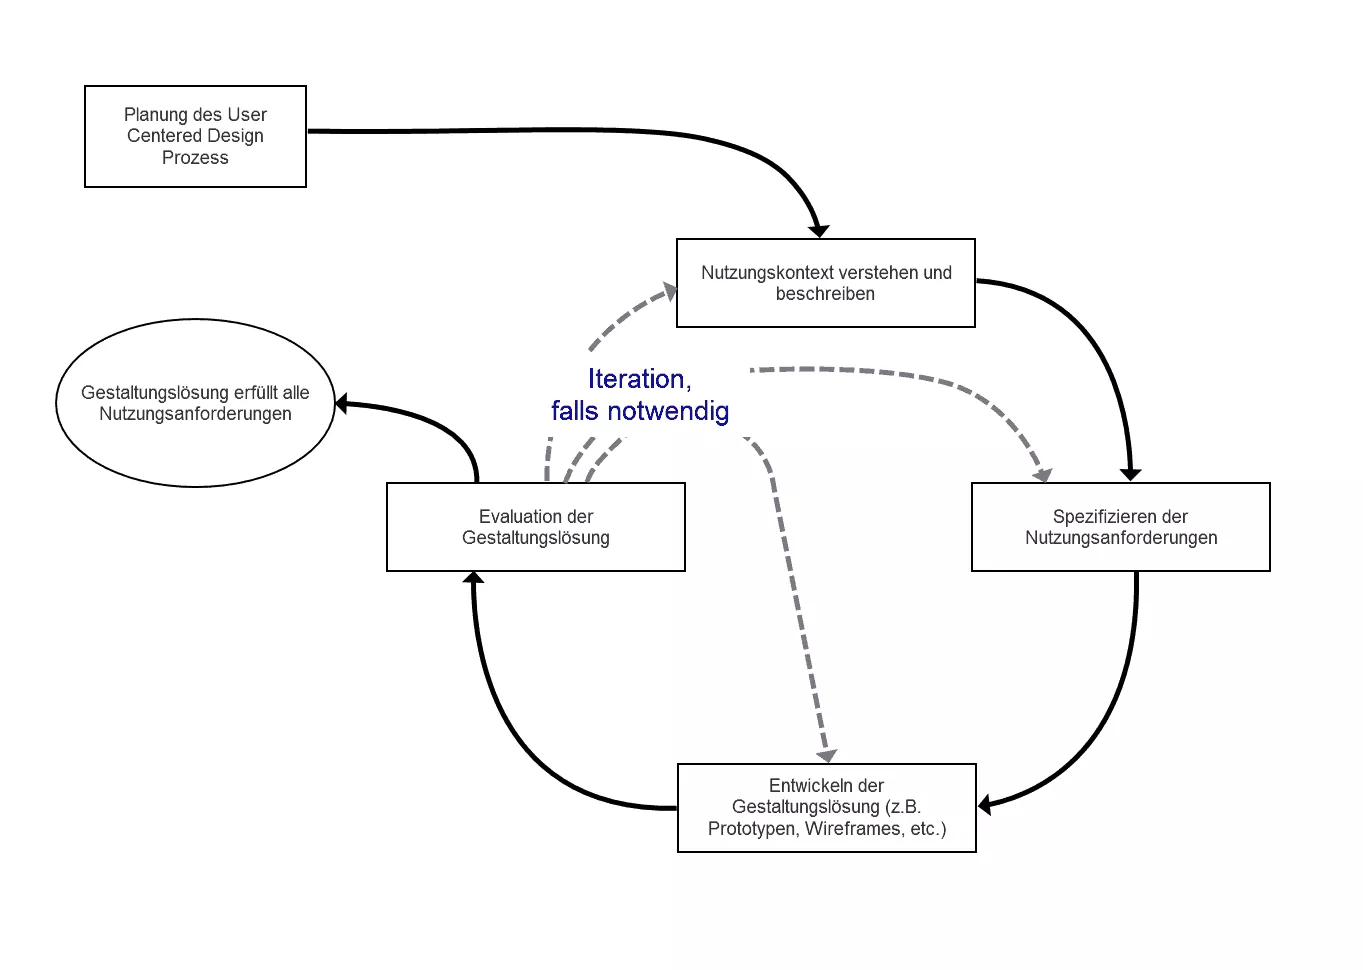 Planung des User
Centered Design
Prozess
Nutzungskontext verstehen und
beschreiben
Gestaltungslösung erfüllt alle
Nutzungsanforderungen
Iteration,
falls notwendig
Evaluation der
Gestaltungslösung
Spezifizieren der
Nutzungsanforderungen
Entwickeln der
Gestaltungslösung (z.B.
Prototypen, Wireframes, etc.)